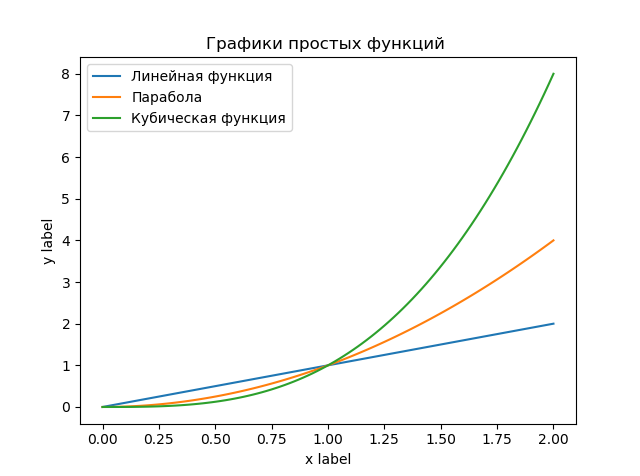 Графики простых функций
Линейная функция
Парабола
Кубическая функция
8
7
6
5
4
3
2
1
0
y label
0.00 0.25 0.50 0.75 1.00 1.25 1.50 1.75 2.00
x label